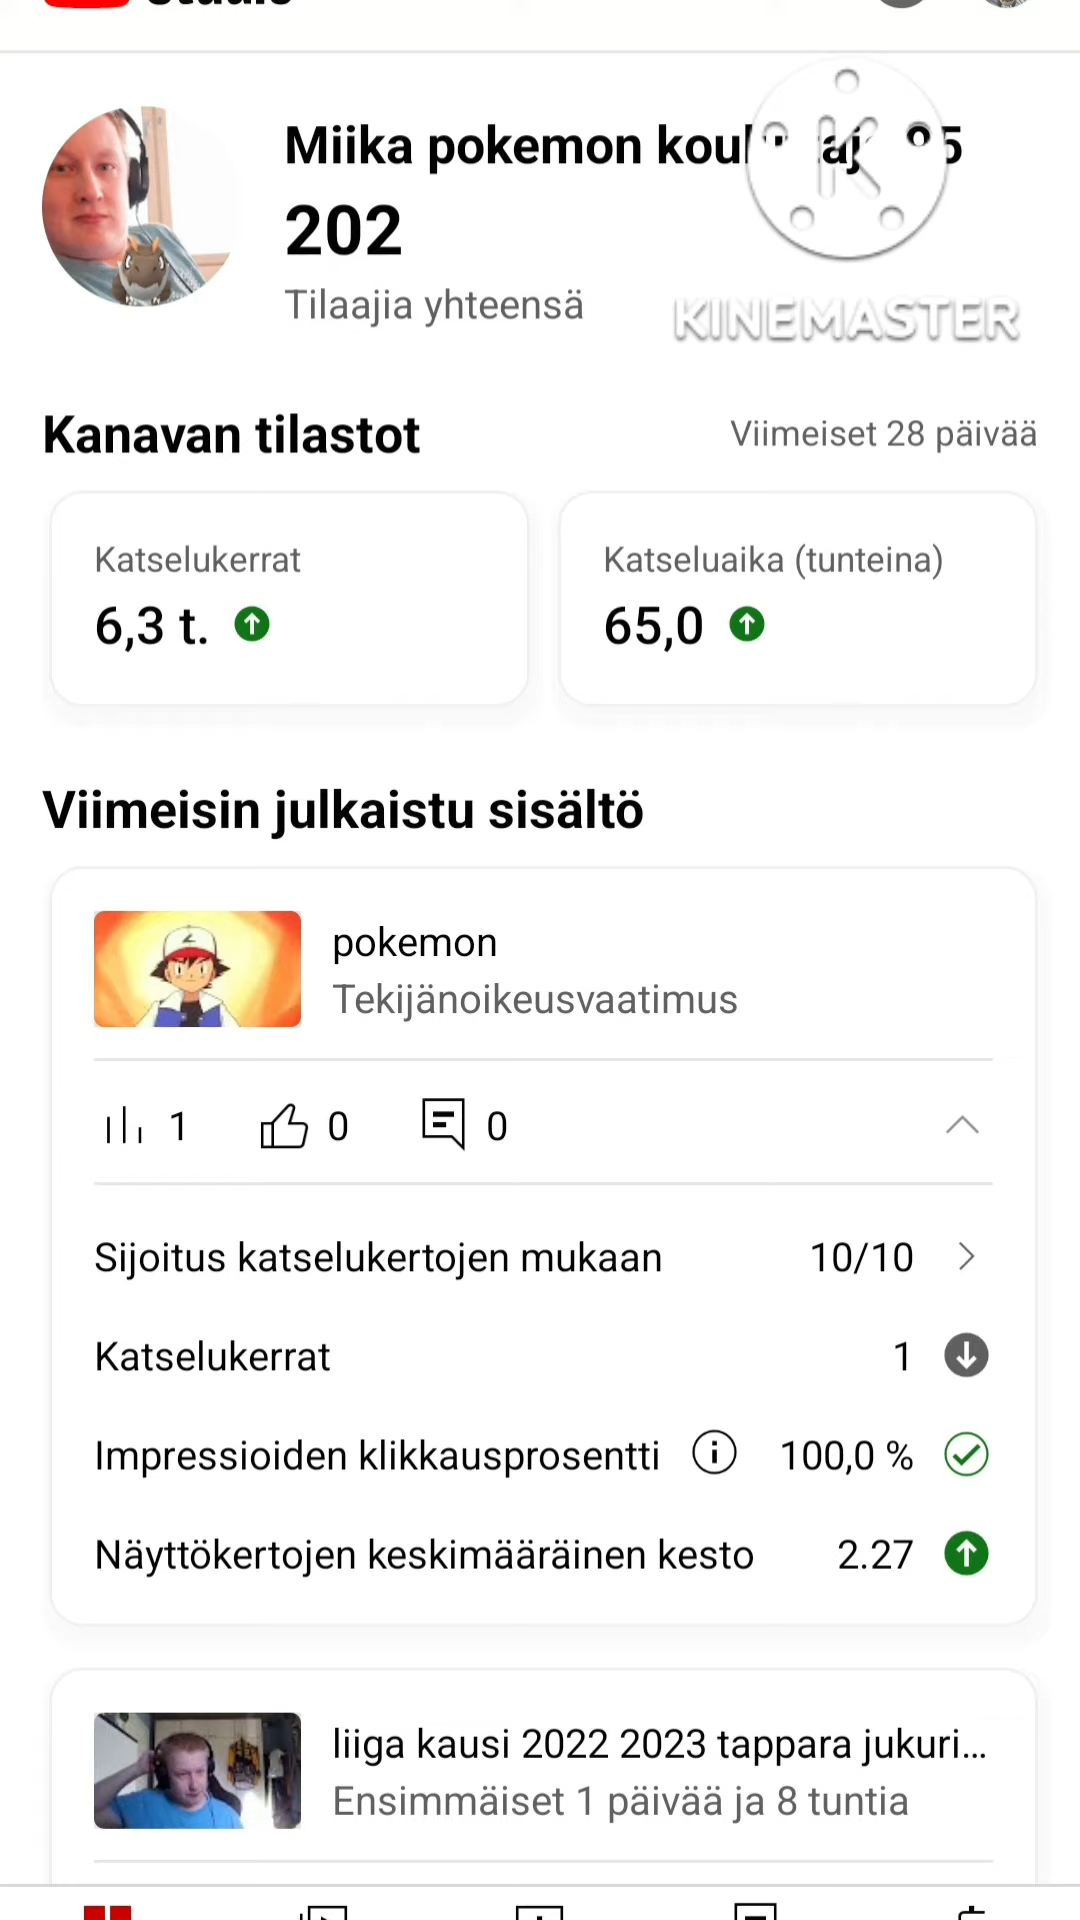 Miika pokemon
202
Tilaajia yhteensä
KINEMASTER
Kanavan tilastot
Viimeiset 28 päivää
Katselukerrat
6,3 t.
Katseluaika (tunteina)
65,0
Viimeisin julkaistu sisältö
pokemon
Tekijänoikeusvaatimus
1 0 0
Sijoitus katselukertojen mukaan 10/10
Katselukerrat 1
Impressioiden klikkausprosentti 100,0 %
Näyttökertojen keskimääräinen kesto 2.27
liiga kausi 2022 2023 tappara jukuri...
Ensimmäiset 1 päivää ja 8 tuntia